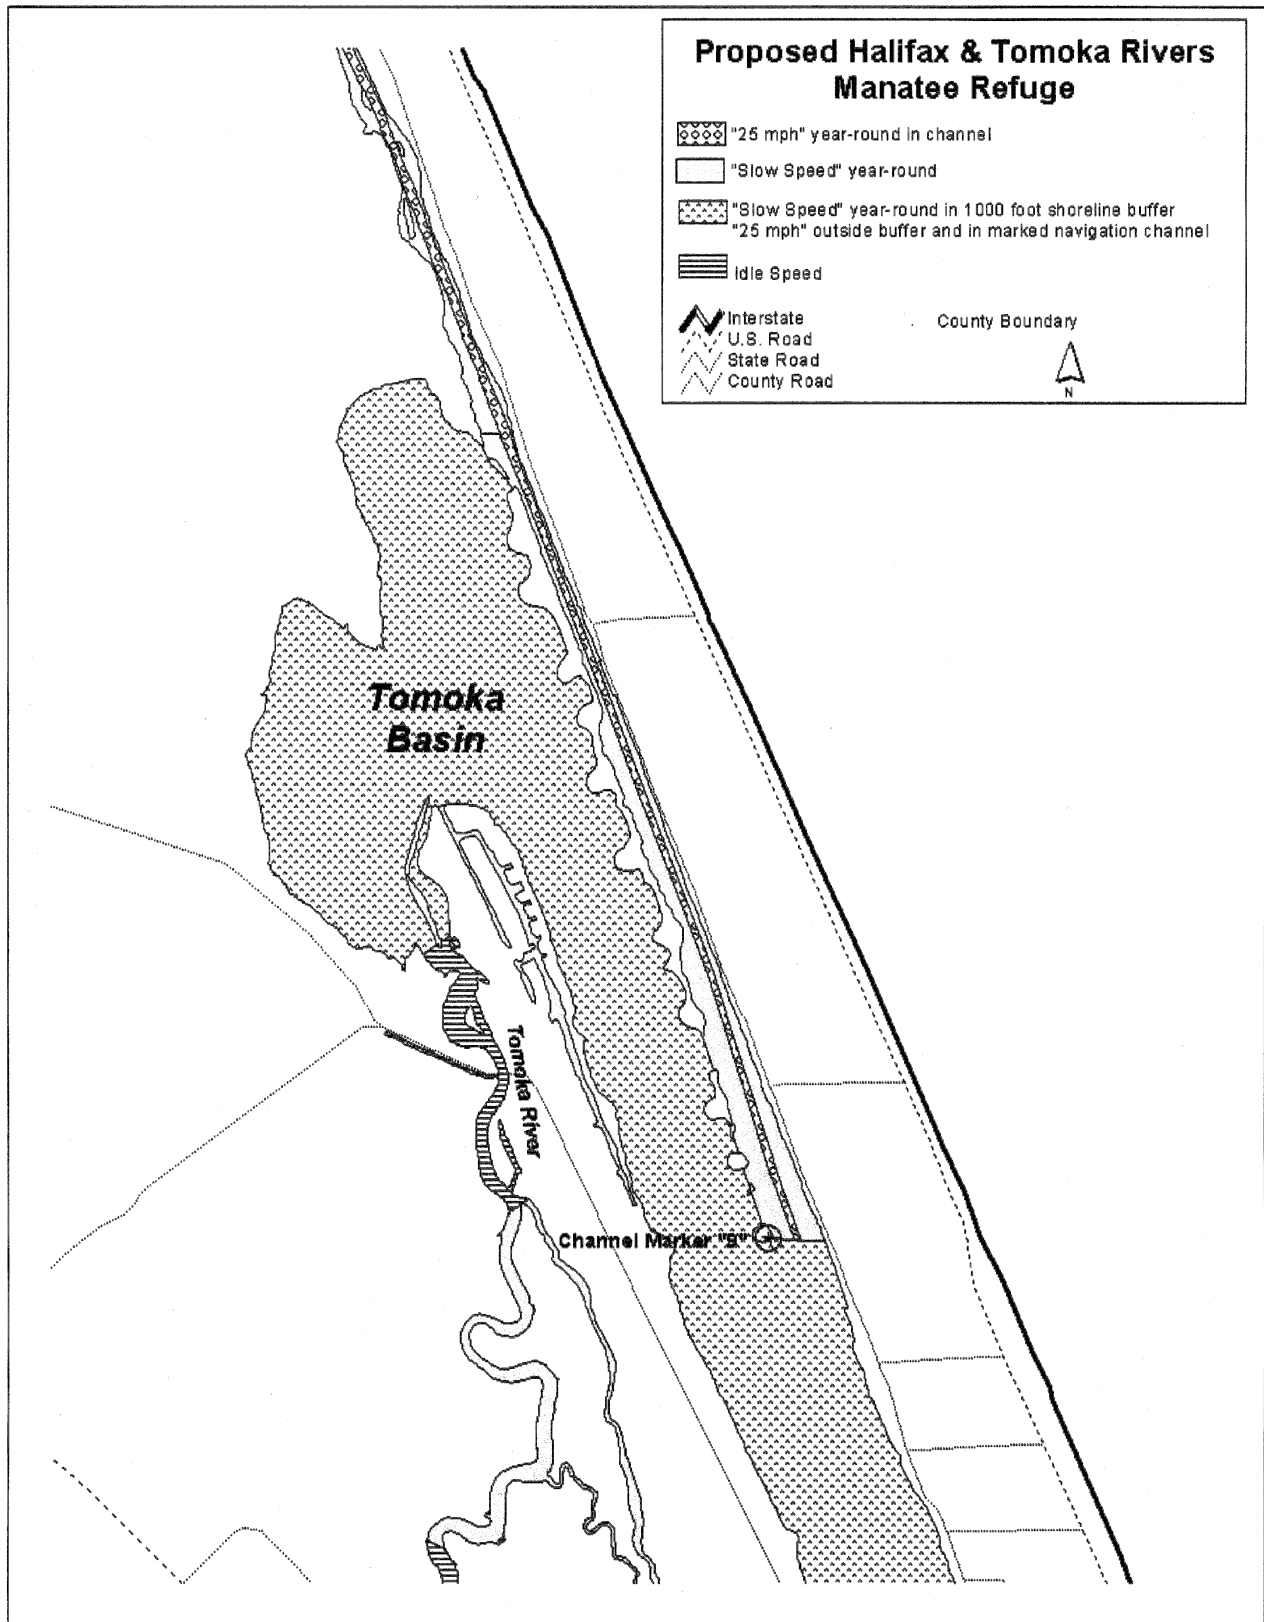 Proposed Halifax & Tomoka Rivers
Manatee Refuge
"25 mph" year-round in channel
"Slow Speed" year-round
"Slow Speed" year-round in 1000 foot shoreline buffer
"25 mph" outside buffer and in marked navigation channel
Idle Speed
Interstate
U.S. Road
State Road
County Road
County Boundary
N
Tomoka
Basin
Tomoka River
Channel Marker "9"